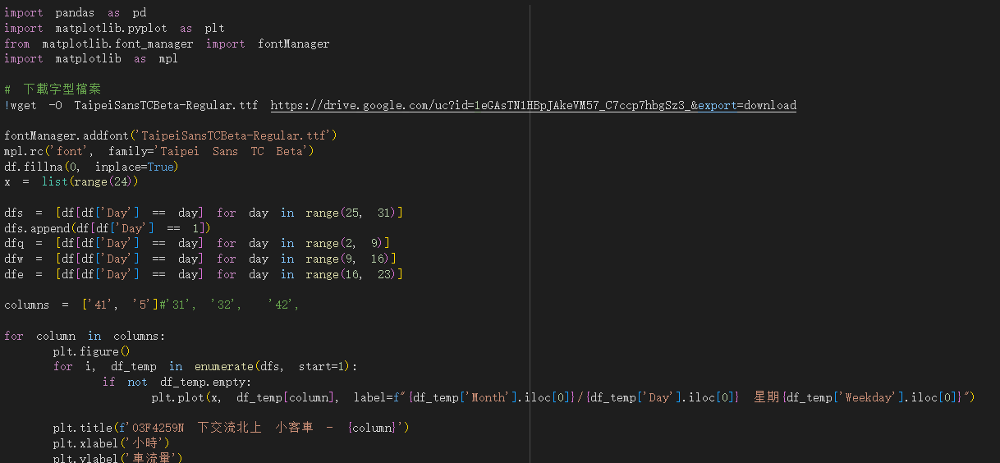 import pandas as pd
import matplotlib.pyplot as plt
from matplotlib.font_manager import fontManager
import matplotlib as mpl
# 下載字型檔案
!wget -O TaipeiSansTCBeta-Regular.ttf https://drive.google.com/uc?id=1eGAsTN1HBpJAkeVM57_C7ccp7hbgSz3_&export=download
fontManager.addfont('TaipeiSansTCBeta-Regular.ttf')
mpl.rc('font', family='Taipei Sans TC Beta')
df.fillna(0, inplace=True)
x = list(range(24))
dfs = [df[df['Day'] == day] for day in range(25, 31)]
dfs.append(df[df['Day'] == 1])
dfq = [df[df['Day'] == day] for day in range(2, 9)]
dfw = [df[df['Day'] == day] for day in range(9, 16)]
dfe = [df[df['Day'] == day] for day in range(16, 23)]
columns = ['41', '5']#'31', '32', '42',
for column in columns:
    plt.figure()
    for i, df_temp in enumerate(dfs, start=1):
        if not df_temp.empty:
            plt.plot(x, df_temp[column], label=f"{df_temp['Month'].iloc[0]}/{df_temp['Day'].iloc[0]} 星期{df_temp['Weekday'].iloc[0]}")
    plt.title(f'03F4259N 下交流北上 小客車 - {column}')
    plt.xlabel('小時')
    plt.ylabel('車流量')